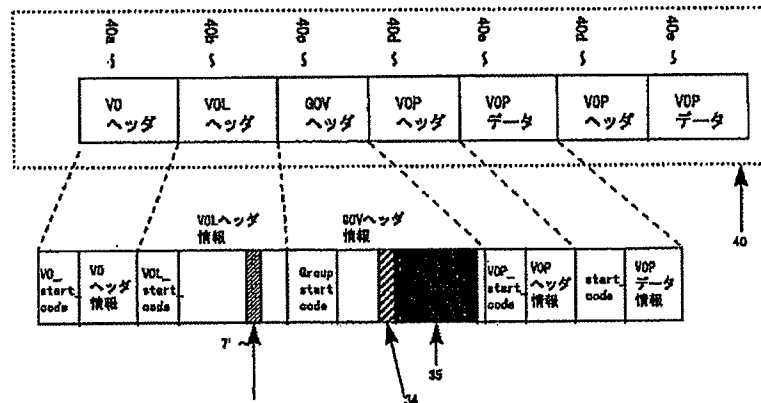 40a 40b 40c 40d 40e 40d 40e
VO ヘッダ
VOL ヘッダ
GOV ヘッダ
VOP ヘッダ
VOP データ
VOP ヘッダ
VOP データ
40
VOLヘッダ 情報
GOVヘッダ 情報
VO_ start_ code
VO ヘッダ 情報
VOL_ start_ code
Group start code
VOP_ start_ code
VOP ヘッダ 情報
start_ code
VOP データ 情報
7'
34
35